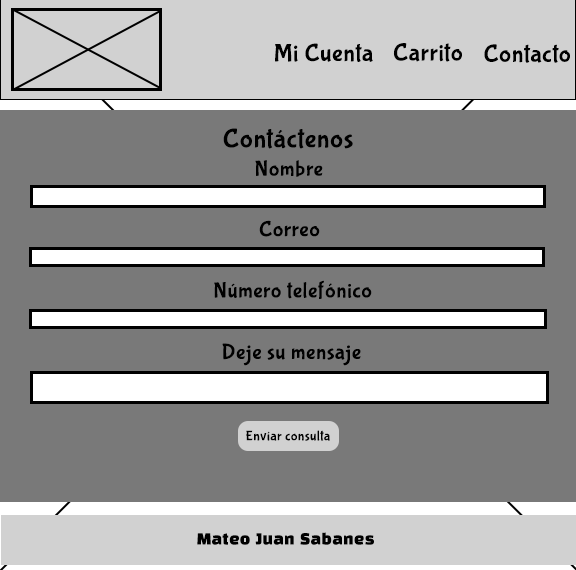 Mi Cuenta Carrito Contacto
Contáctenos
Nombre
Correo
Número telefónico
Deje su mensaje
Enviar consulta
Mateo Juan Sabanes